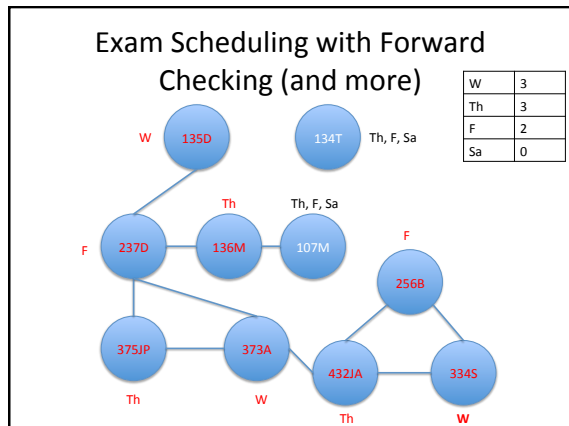 Exam Scheduling with Forward
Checking (and more)
W 3
Th 3
F 2
Sa 0
W
135D
134T
Th, F, Sa
Th
Th, F, Sa
F
237D
136M
107M
F
256B
375JP
373A
432JA
334S
Th
W
Th
W